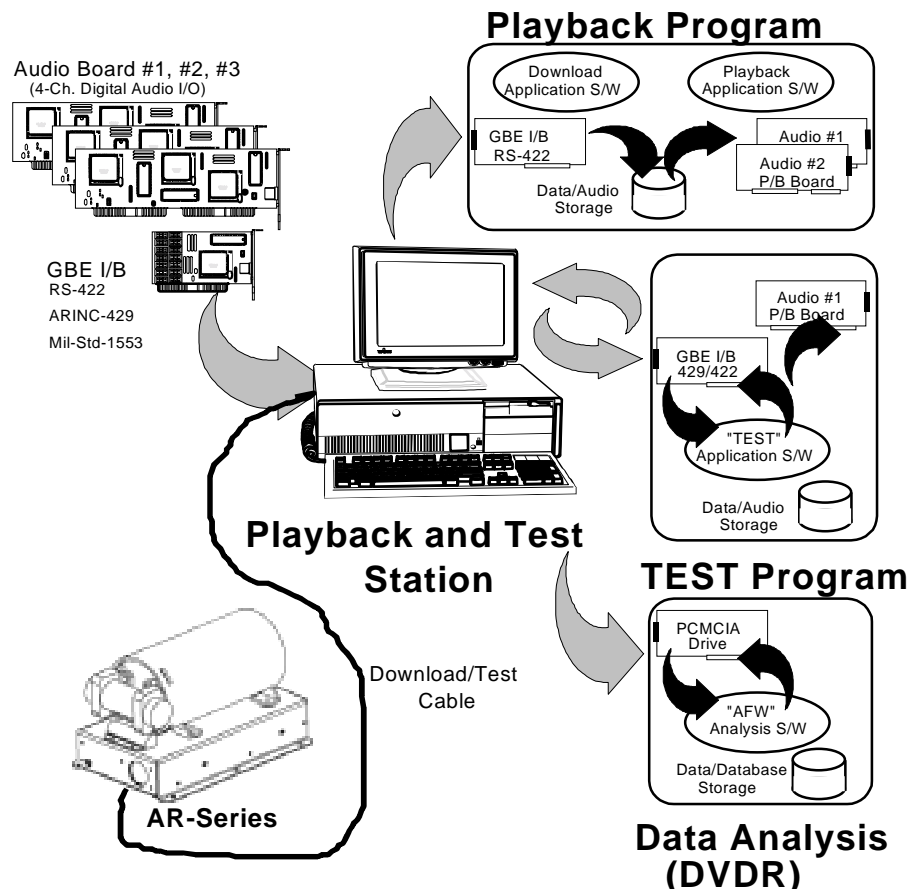 Playback Program
Audio Board #1, #2, #3
(4-Ch. Digital Audio I/O)
Download
Application S/W
Playback
Application S/W
GBE I/B
RS-422
Audio #1
Audio #2
P/B Board
Data/Audio
Storage
GBE I/B
RS-422
ARINC-429
Mil-Std-1553
Audio #1
P/B Board
GBE I/B
429/422
"TEST"
Application S/W
Data/Audio
Storage
Playback and Test
Station
TEST Program
PCMCIA
Drive
Download/Test
Cable
"AFW"
Analysis S/W
Data/Database
Storage
AR-Series
Data Analysis
(DVDR)